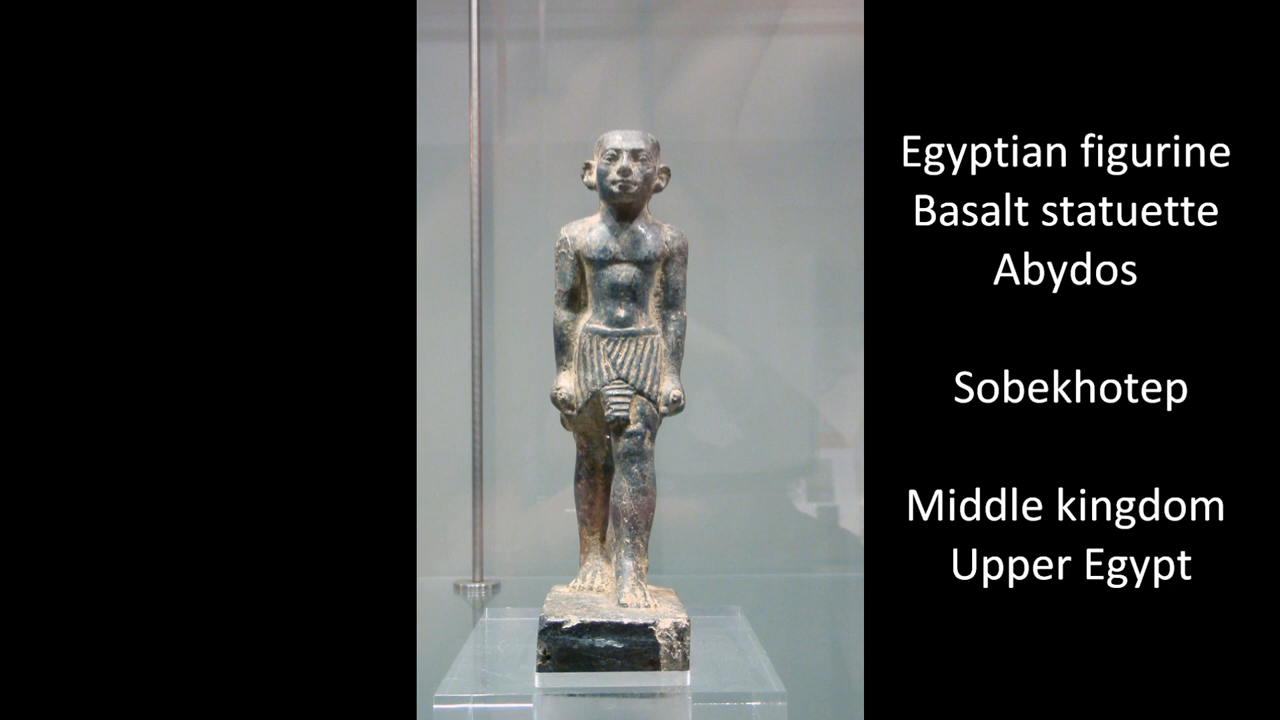 Egyptian figurine
Basalt statuette
Abydos
Sobekhotep
Middle kingdom
Upper Egypt